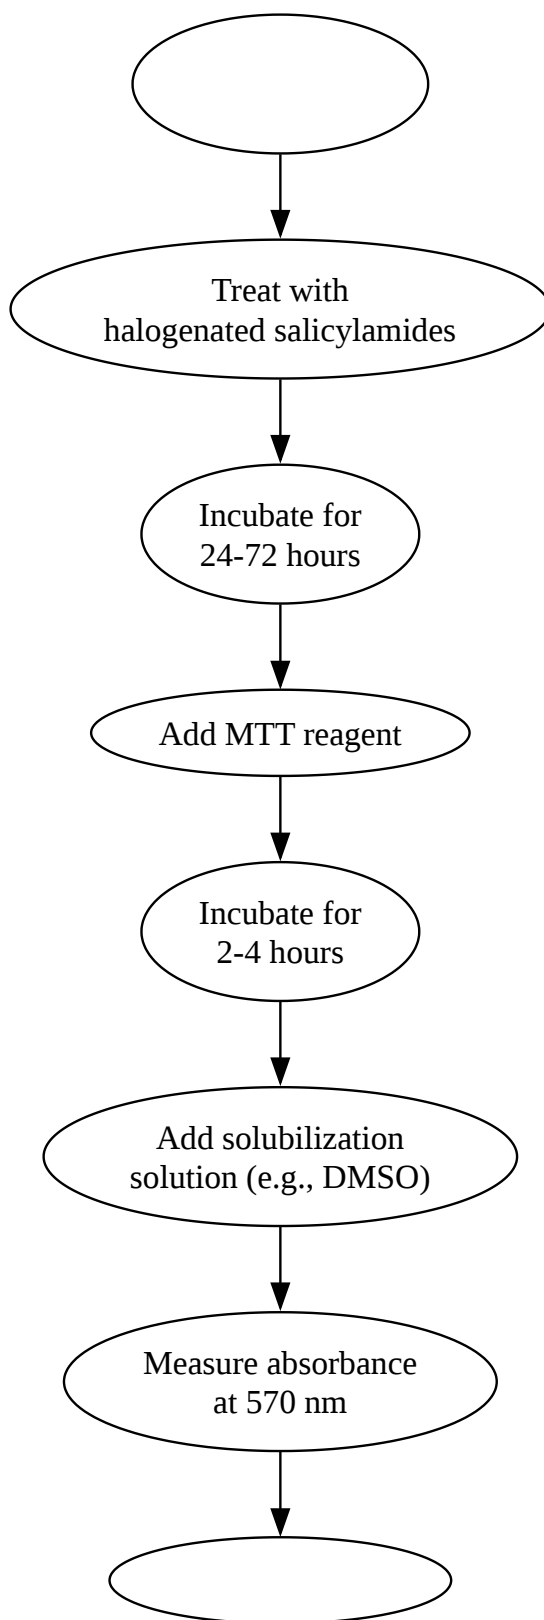 Treat with
halogenated salicylamides
Incubate for
24-72 hours
Add MTT reagent
Incubate for
2-4 hours
Add solubilization
solution (e.g., DMSO)
Measure absorbance
at 570 nm